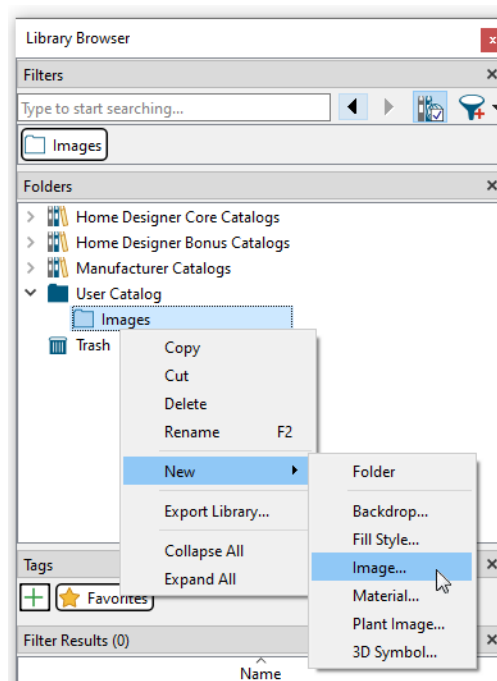 Library Browser
x
Filters
Type to start searching...
Images
Folders
Home Designer Core Catalogs
Home Designer Bonus Catalogs
Manufacturer Catalogs
User Catalog
Images
Trash
Copy
Cut
Delete
Rename F2
New
Export Library...
Collapse All
Expand All
Folder
Backdrop...
Fill Style...
Image...
Material...
Plant Image...
3D Symbol...
Tags
Favorites
Filter Results (0)
Name